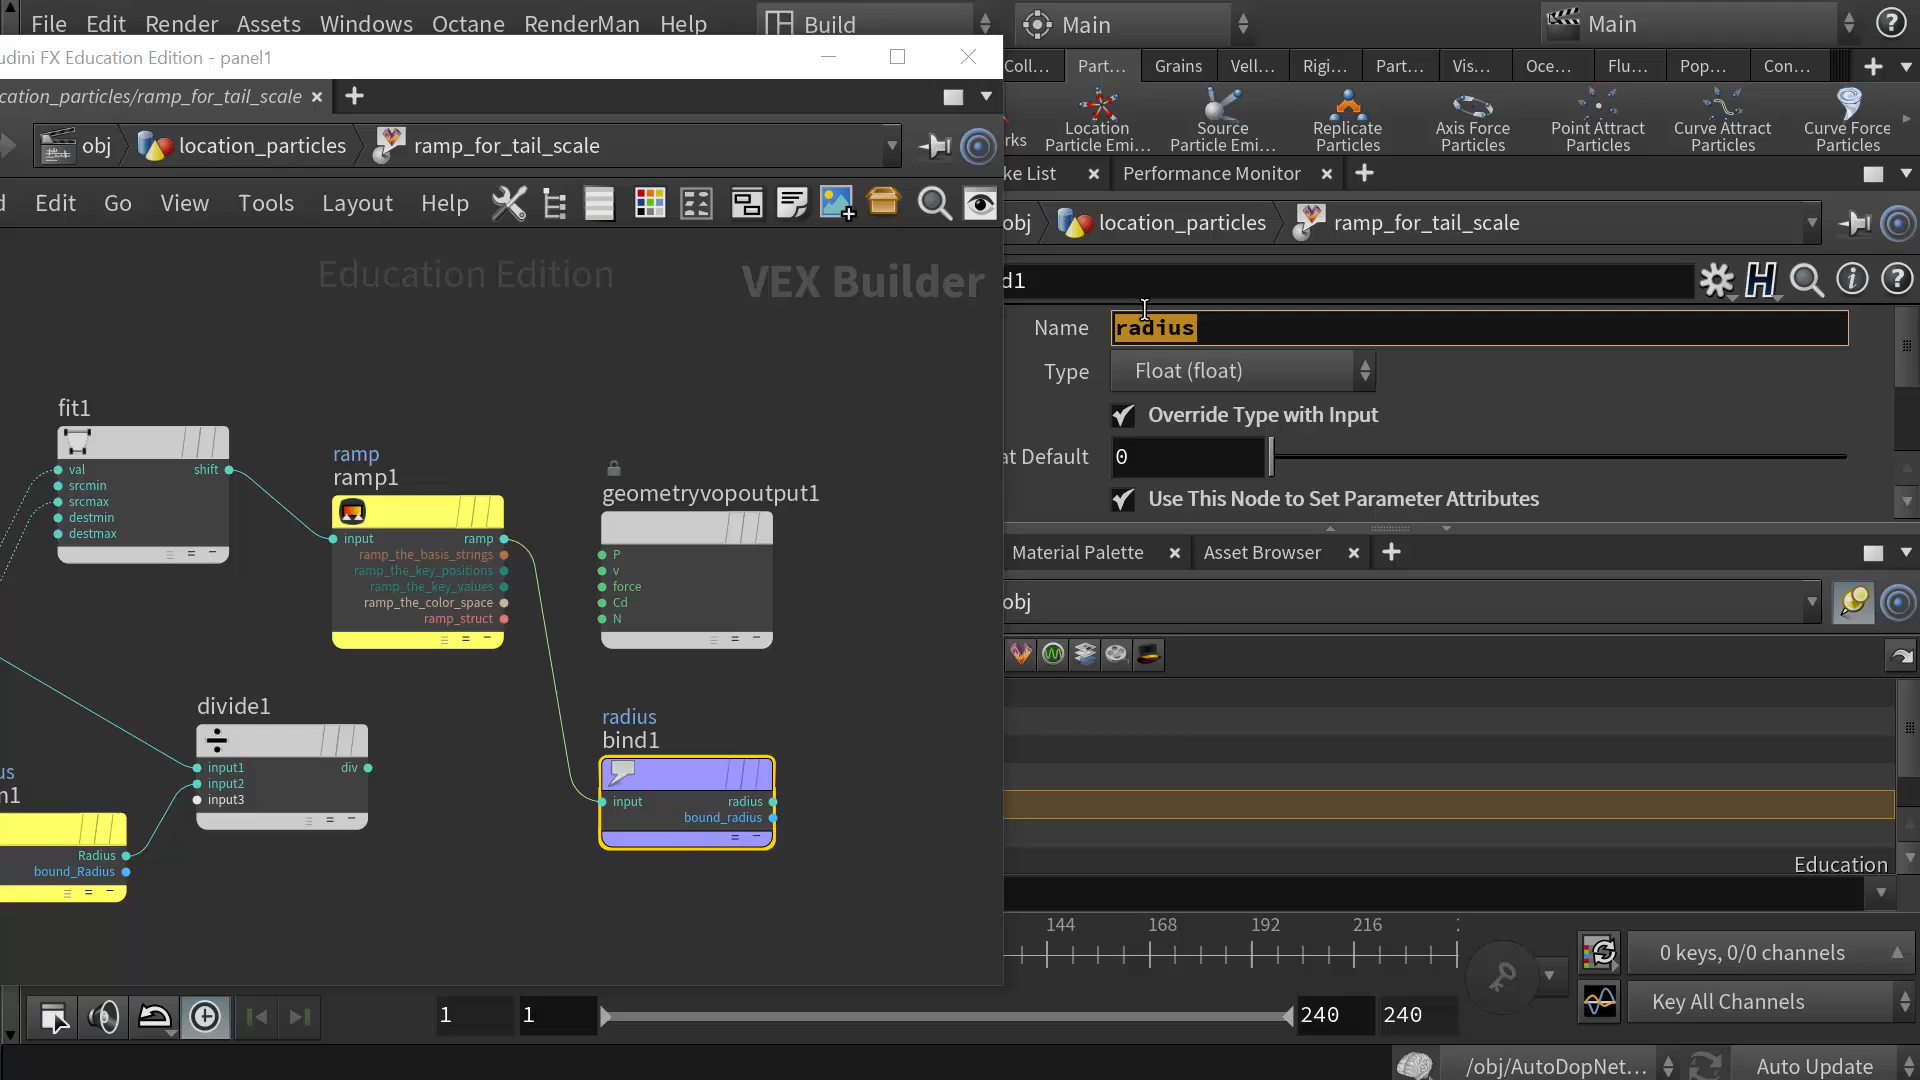 File Edit Render Assets Windows Octane RenderMan Help
Build
Main
Main
udini FX Education Edition - panel1
cation_particles/ramp_for_tail_scale
obj location_particles ramp_for_tail_scale
d Edit Go View Tools Layout Help
Education Edition
VEX Builder
fit1
val shift
srcmin
srcmax
destmin
destmax
ramp
ramp1
input ramp
ramp_the_basis_strings
ramp_the_key_positions
ramp_the_key_values
ramp_the_color_space
ramp_struct
geometryvopoutput1
P
v
force
Cd
N
divide1
input1 div
input2
input3
us
n1
Radius
bound_Radius
radius
bind1
input radius
bound_radius
Coll... Part... Grains Vell... Rigi... Part... Vis... Oce... Flu... Pop... Con...
rks
Location
Particle Emi...
Source
Particle Emi...
Replicate
Particles
Axis Force
Particles
Point Attract
Particles
Curve Attract
Particles
Curve Force
Particles
ke List Performance Monitor
obj location_particles ramp_for_tail_scale
d1
Name radius
Type Float (float)
Override Type with Input
at Default 0
Use This Node to Set Parameter Attributes
Material Palette Asset Browser
obj
Education
144 168 192 216
1 1 240 240
0 keys, 0/0 channels
Key All Channels
/obj/AutoDopNet... Auto Update